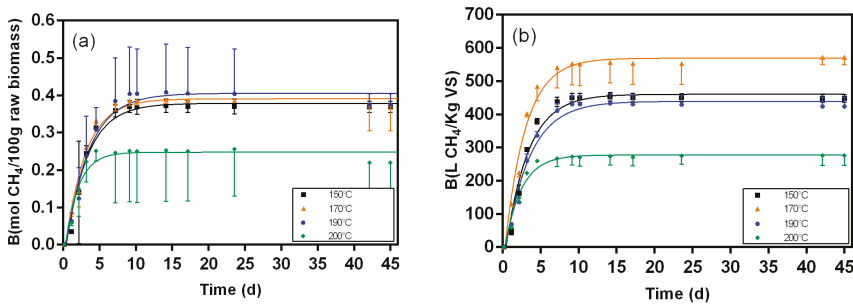 (a)
B(mol CH₄/100g raw biomass)
0.6
0.5
0.4
0.3
0.2
0.1
0.0
0 5 10 15 20 25 30 35 40 45
Time (d)
150°C
170°C
190°C
200°C
(b)
B(L CH₄/Kg VS)
700
600
500
400
300
200
100
0
0 5 10 15 20 25 30 35 40 45
Time (d)
150°C
170°C
190°C
200°C